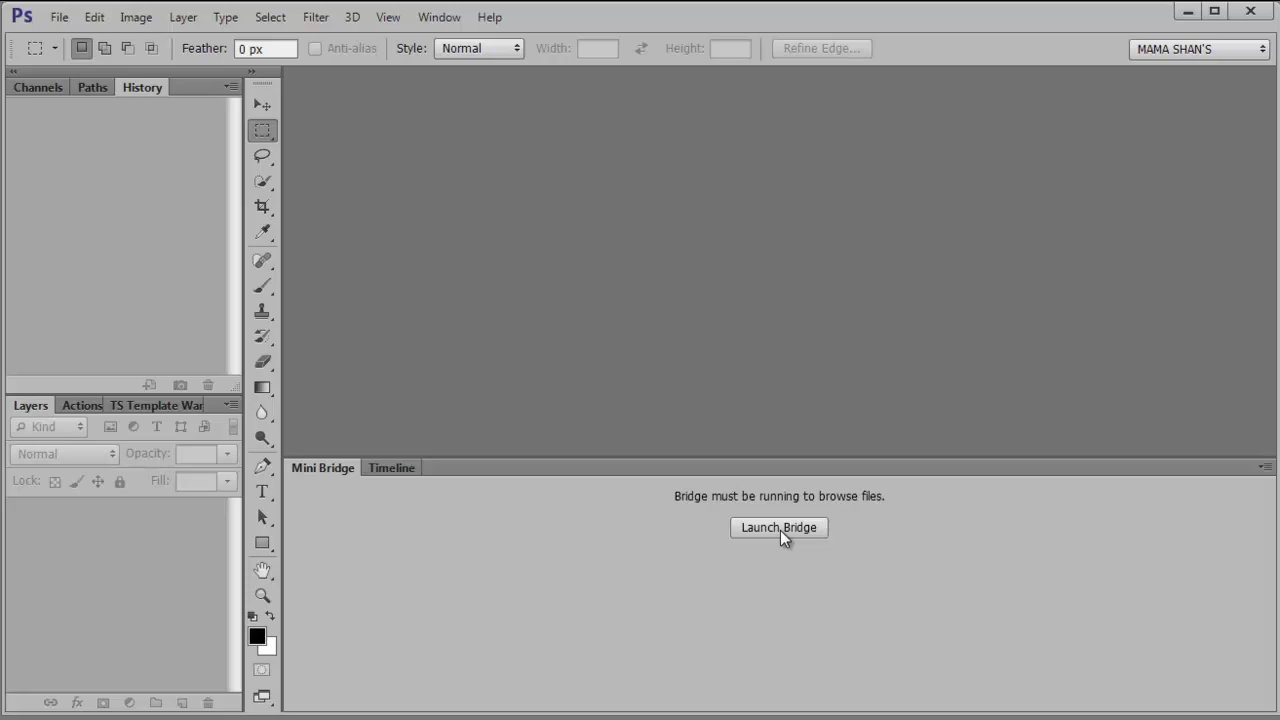 Ps File Edit Image Layer Type Select Filter 3D View Window Help
Feather: 0 px Anti-alias Style: Normal Width: Height: Refine Edge... MAMA SHAN'S
Channels Paths History
Layers Actions TS Template War
Kind
Normal Opacity:
Lock: Fill:
Mini Bridge Timeline
Bridge must be running to browse files.
Launch Bridge